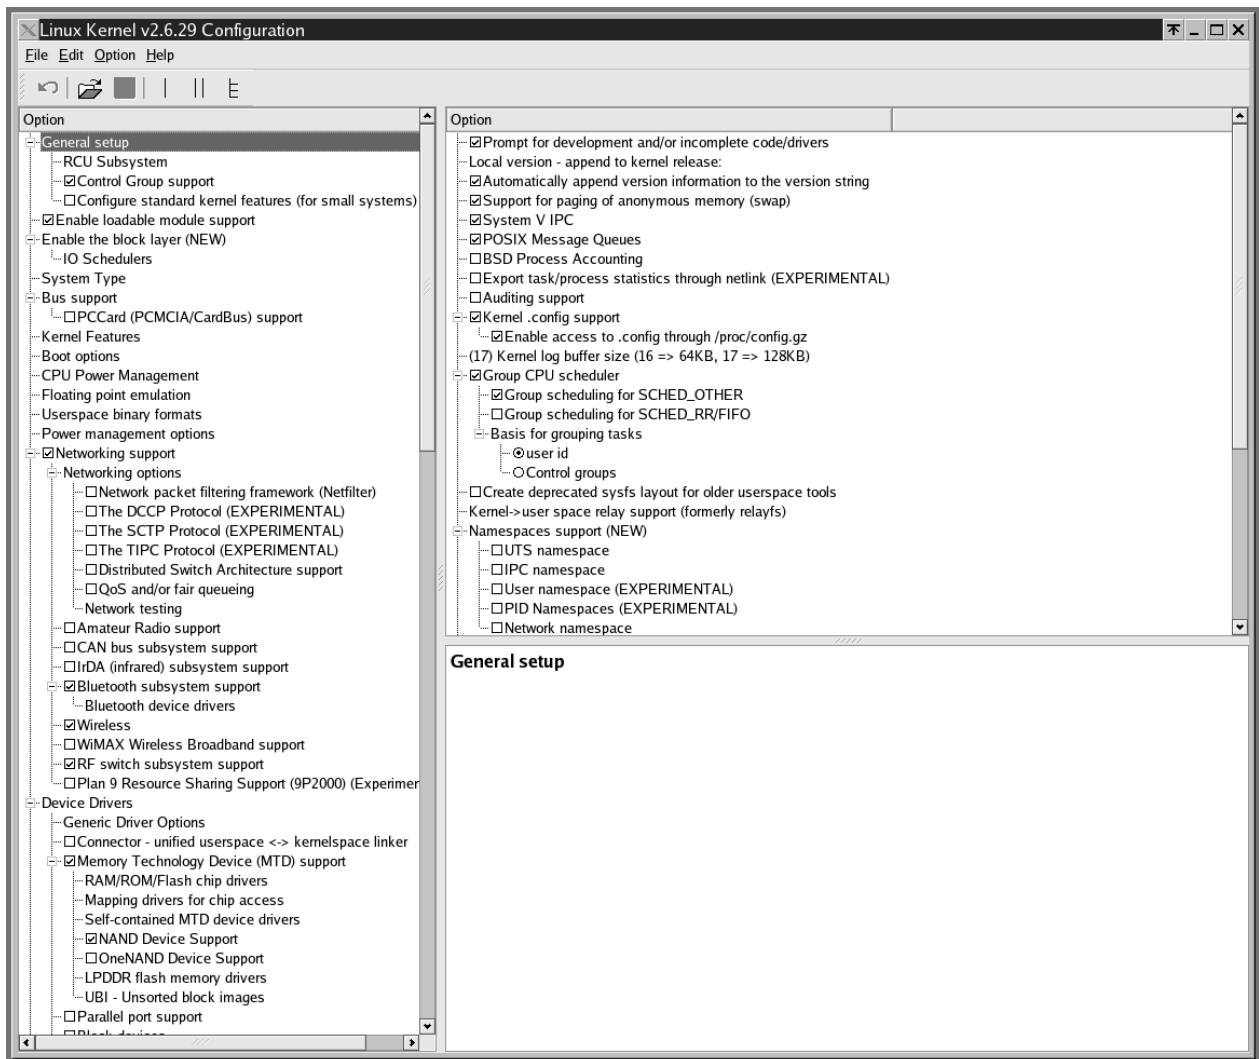 Linux Kernel v2.6.29 Configuration
File Edit Option Help
Option
General setup
RCU Subsystem
Control Group support
Configure standard kernel features (for small systems)
Enable loadable module support
Enable the block layer (NEW)
IO Schedulers
System Type
Bus support
PCCard (PCMCIA/CardBus) support
Kernel Features
Boot options
CPU Power Management
Floating point emulation
Userspace binary formats
Power management options
Networking support
Networking options
Network packet filtering framework (Netfilter)
The DCCP Protocol (EXPERIMENTAL)
The SCTP Protocol (EXPERIMENTAL)
The TIPC Protocol (EXPERIMENTAL)
Distributed Switch Architecture support
QoS and/or fair queueing
Network testing
Amateur Radio support
CAN bus subsystem support
IrDA (infrared) subsystem support
Bluetooth subsystem support
Bluetooth device drivers
Wireless
WiMAX Wireless Broadband support
RF switch subsystem support
Plan 9 Resource Sharing Support (9P2000) (Experimer
Device Drivers
Generic Driver Options
Connector - unified userspace <-> kernelspace linker
Memory Technology Device (MTD) support
RAM/ROM/Flash chip drivers
Mapping drivers for chip access
Self-contained MTD device drivers
NAND Device Support
OneNAND Device Support
LPDDR flash memory drivers
UBI - Unsorted block images
Parallel port support
Block devices
Option
Prompt for development and/or incomplete code/drivers
Local version - append to kernel release:
Automatically append version information to the version string
Support for paging of anonymous memory (swap)
System V IPC
POSIX Message Queues
BSD Process Accounting
Export task/process statistics through netlink (EXPERIMENTAL)
Auditing support
Kernel .config support
Enable access to .config through /proc/config.gz
(17) Kernel log buffer size (16 => 64KB, 17 => 128KB)
Group CPU scheduler
Group scheduling for SCHED_OTHER
Group scheduling for SCHED_RR/FIFO
Basis for grouping tasks
user id
Control groups
Create deprecated sysfs layout for older userspace tools
Kernel->user space relay support (formerly relayfs)
Namespaces support (NEW)
UTS namespace
IPC namespace
User namespace (EXPERIMENTAL)
PID Namespaces (EXPERIMENTAL)
Network namespace
General setup